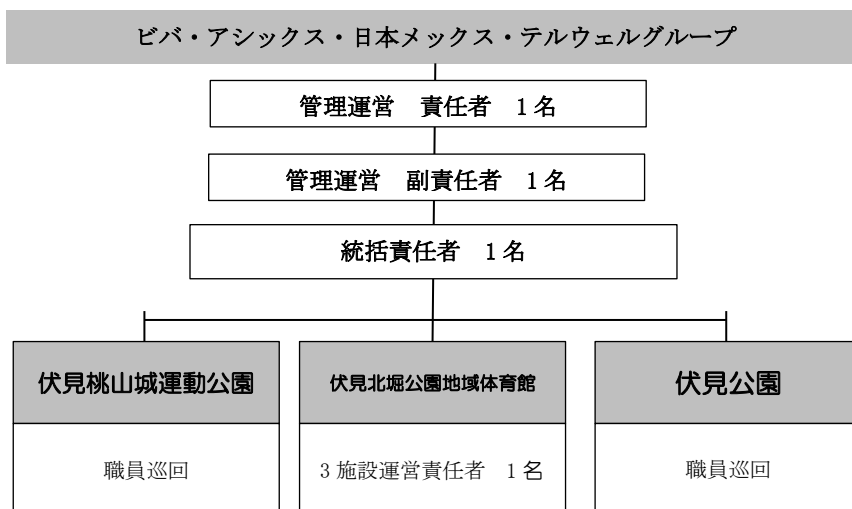 ビバ・アシックス・日本メックス・テルウェルグループ
管理運営　責任者　1名
管理運営　副責任者　1名
統括責任者　1名
伏見桃山城運動公園
伏見北堀公園地域体育館
伏見公園
職員巡回
3施設運営責任者　1名
職員巡回